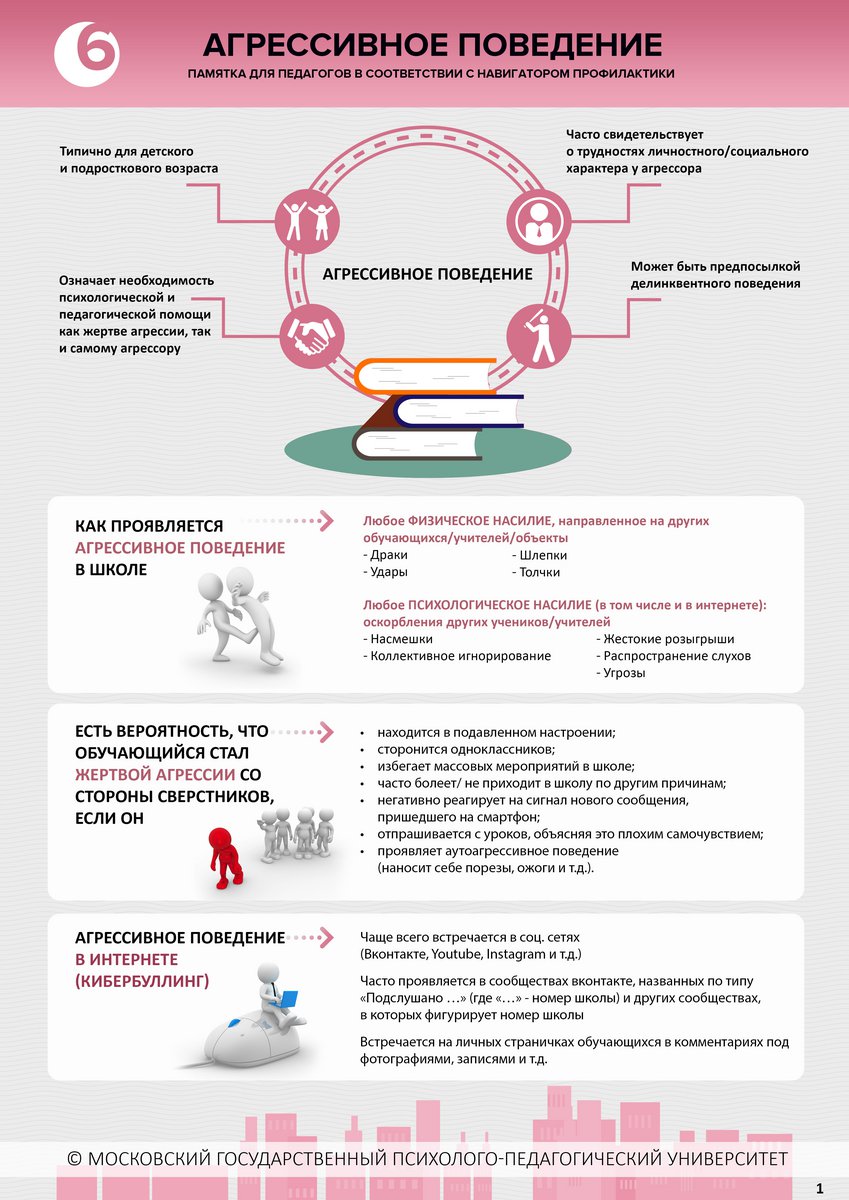 6
АГРЕССИВНОЕ ПОВЕДЕНИЕ
ПАМЯТКА ДЛЯ ПЕДАГОГОВ В СООТВЕТСТВИИ С НАВИГАТОРОМ ПРОФИЛАКТИКИ
Типично для детского
и подросткового возраста
Часто свидетельствует
о трудностях личностного/социального
характера у агрессора
Означает необходимость
психологической и
педагогической помощи
как жертве агрессии, так
и самому агрессору
АГРЕССИВНОЕ ПОВЕДЕНИЕ
Может быть предпосылкой
делинквентного поведения
КАК ПРОЯВЛЯЕТСЯ
АГРЕССИВНОЕ ПОВЕДЕНИЕ
В ШКОЛЕ
Любое ФИЗИЧЕСКОЕ НАСИЛИЕ, направленное на других
обучающихся/учителей/объекты
- Драки - Шлепки
- Удары - Толчки
Любое ПСИХОЛОГИЧЕСКОЕ НАСИЛИЕ (в том числе и в интернете):
оскорбления других учеников/учителей
- Насмешки - Жестокие розыгрыши
- Коллективное игнорирование - Распространение слухов
- Угрозы
ЕСТЬ ВЕРОЯТНОСТЬ, ЧТО
ОБУЧАЮЩИЙСЯ СТАЛ
ЖЕРТВОЙ АГРЕССИИ СО
СТОРОНЫ СВЕРСТНИКОВ,
ЕСЛИ ОН
• находится в подавленном настроении;
• сторонится одноклассников;
• избегает массовых мероприятий в школе;
• часто болеет/ не приходит в школу по другим причинам;
• негативно реагирует на сигнал нового сообщения,
пришедшего на смартфон;
• отпрашивается с уроков, объясняя это плохим самочувствием;
• проявляет аутоагрессивное поведение
(наносит себе порезы, ожоги и т.д.).
АГРЕССИВНОЕ ПОВЕДЕНИЕ
В ИНТЕРНЕТЕ
(КИБЕРБУЛЛИНГ)
Чаще всего встречается в соц. сетях
(Вконтакте, Youtube, Instagram и т.д.)
Часто проявляется в сообществах вконтакте, названных по типу
«Подслушано ...» (где «...» - номер школы) и других сообществах,
в которых фигурирует номер школы
Встречается на личных страничках обучающихся в комментариях под
фотографиями, записями и т.д.
© МОСКОВСКИЙ ГОСУДАРСТВЕННЫЙ ПСИХОЛОГО-ПЕДАГОГИЧЕСКИЙ УНИВЕРСИТЕТ
1